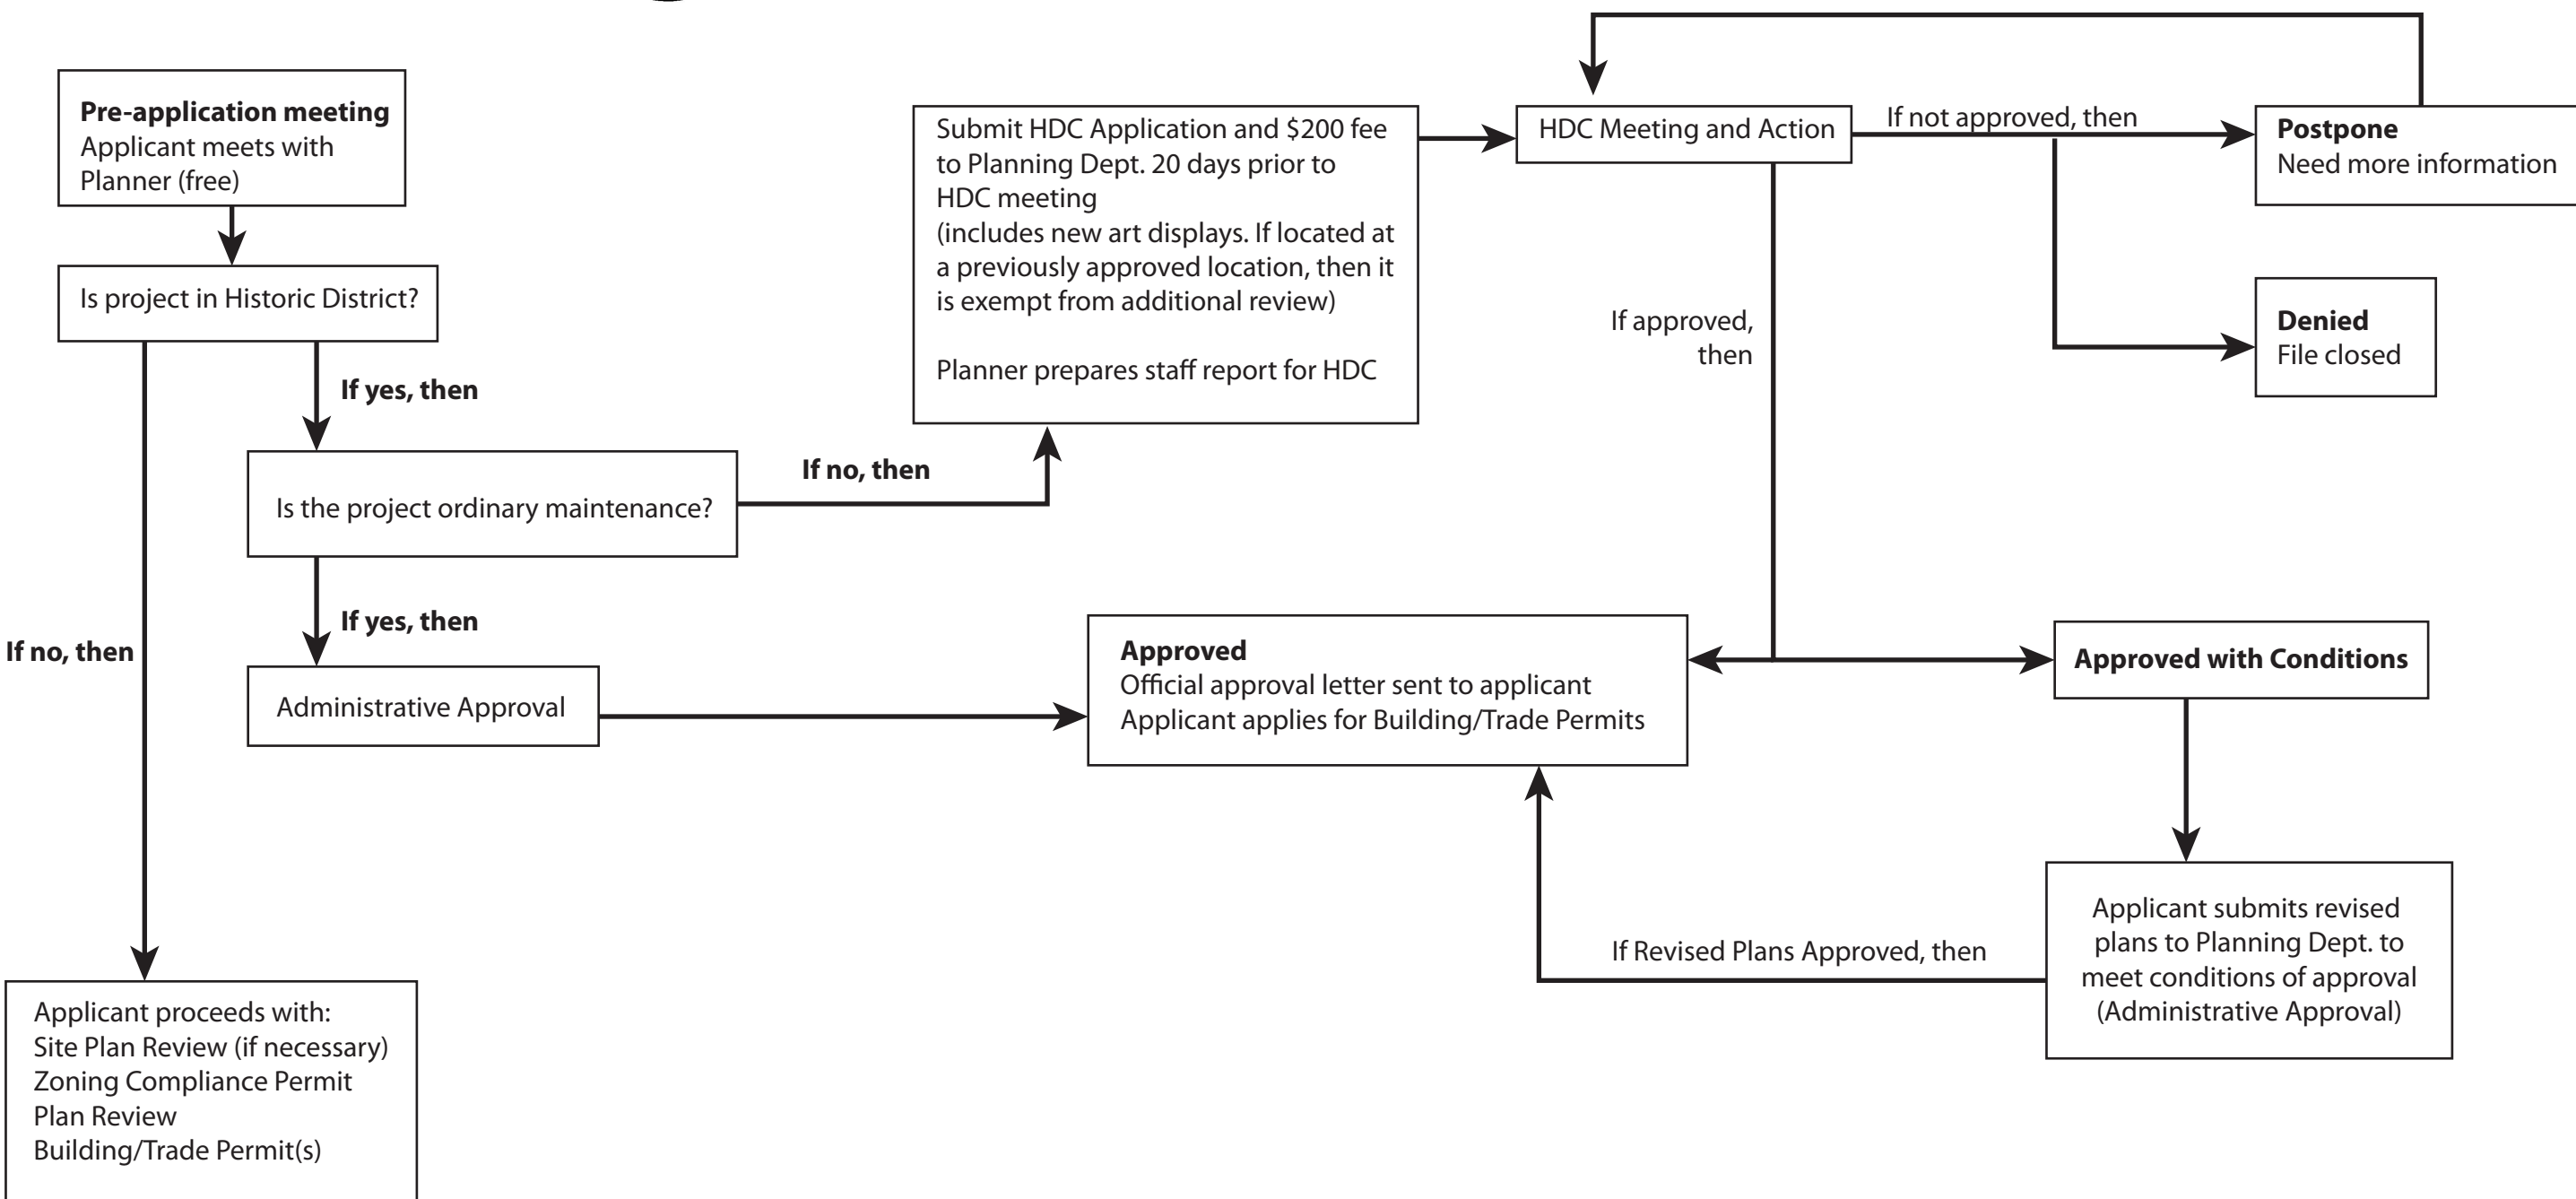 Pre-application meeting
Applicant meets with
Planner (free)
Is project in Historic District?
If yes, then
Is the project ordinary maintenance?
If no, then
If yes, then
Administrative Approval
If no, then
Applicant proceeds with:
Site Plan Review (if necessary)
Zoning Compliance Permit
Plan Review
Building/Trade Permit(s)
Submit HDC Application and $200 fee
to Planning Dept. 20 days prior to
HDC meeting
(includes new art displays. If located at
a previously approved location, then it
is exempt from additional review)
Planner prepares staff report for HDC
HDC Meeting and Action
If not approved, then
Postpone
Need more information
Denied
File closed
If approved,
then
Approved
Official approval letter sent to applicant
Applicant applies for Building/Trade Permits
Approved with Conditions
Applicant submits revised
plans to Planning Dept. to
meet conditions of approval
(Administrative Approval)
If Revised Plans Approved, then